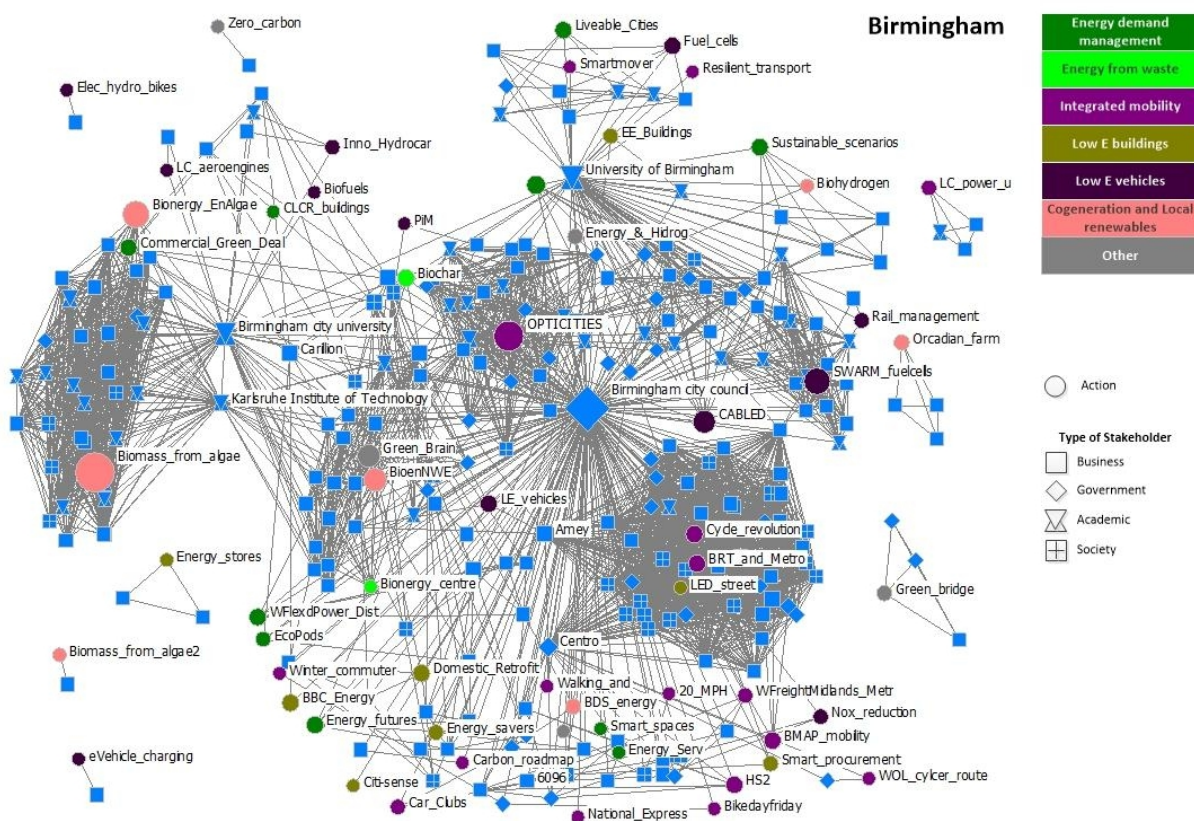 Birmingham
Energy demand
management
Energy from waste
Integrated mobility
Low E buildings
Low E vehicles
Cogeneration and Local
renewables
Other
Action
Type of Stakeholder
Business
Government
Academic
Society
Zero_carbon
Liveable_Cities
Fuel_cells
Smartmover
Resilient_transport
Elec_hydro_bikes
EE_Buildings
Inno_Hydrocar
Sustainable_scenarios
LC_aeroengines
University of Birmingham
Biofuels
Biohydrogen
LC_power_u
Bionergy_EnAlgae
CLCR_buildings
PiM
Energy_&_Hidrog
Commercial_Green_Deal
Biochar
Birmingham city university
OPTICITIES
Rail_management
Carillion
Orcadian_farm
SWARM_fuelcells
Birmingham city council
Karlsruhe Institute of Technology
CABLED
Green_Brain
Biomass_from_algae
BioenNWE
LE_vehicles
Amey
Cycle_revolution
Energy_stores
BRT_and_Metro
Bionergy_centre
LED_street
Green_bridge
WFlexdPower_Dist
EcoPods
Centro
Biomass_from_algae2
Winter_commuter
Domestic_Retrofit
Walking_and
20_MPH
WFreightMidlands_Metr
BBC_Energy
BDS_energy
Nox_reduction
Energy_futures
Energy_savers
Smart_spaces
BMAP_mobility
Energy_Serv
eVehicle_charging
Carbon_roadmap
Smart_procurement
6096
WOL_cylcer_route
Citi-sense
HS2
Car_Clubs
Bikedayfriday
National_Express